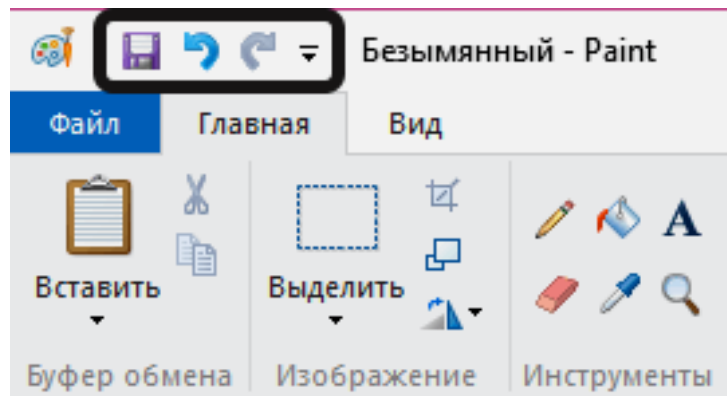 Безымянный - Paint
Файл Главная Вид
Вставить Выделить A
Буфер обмена Изображение Инструменты